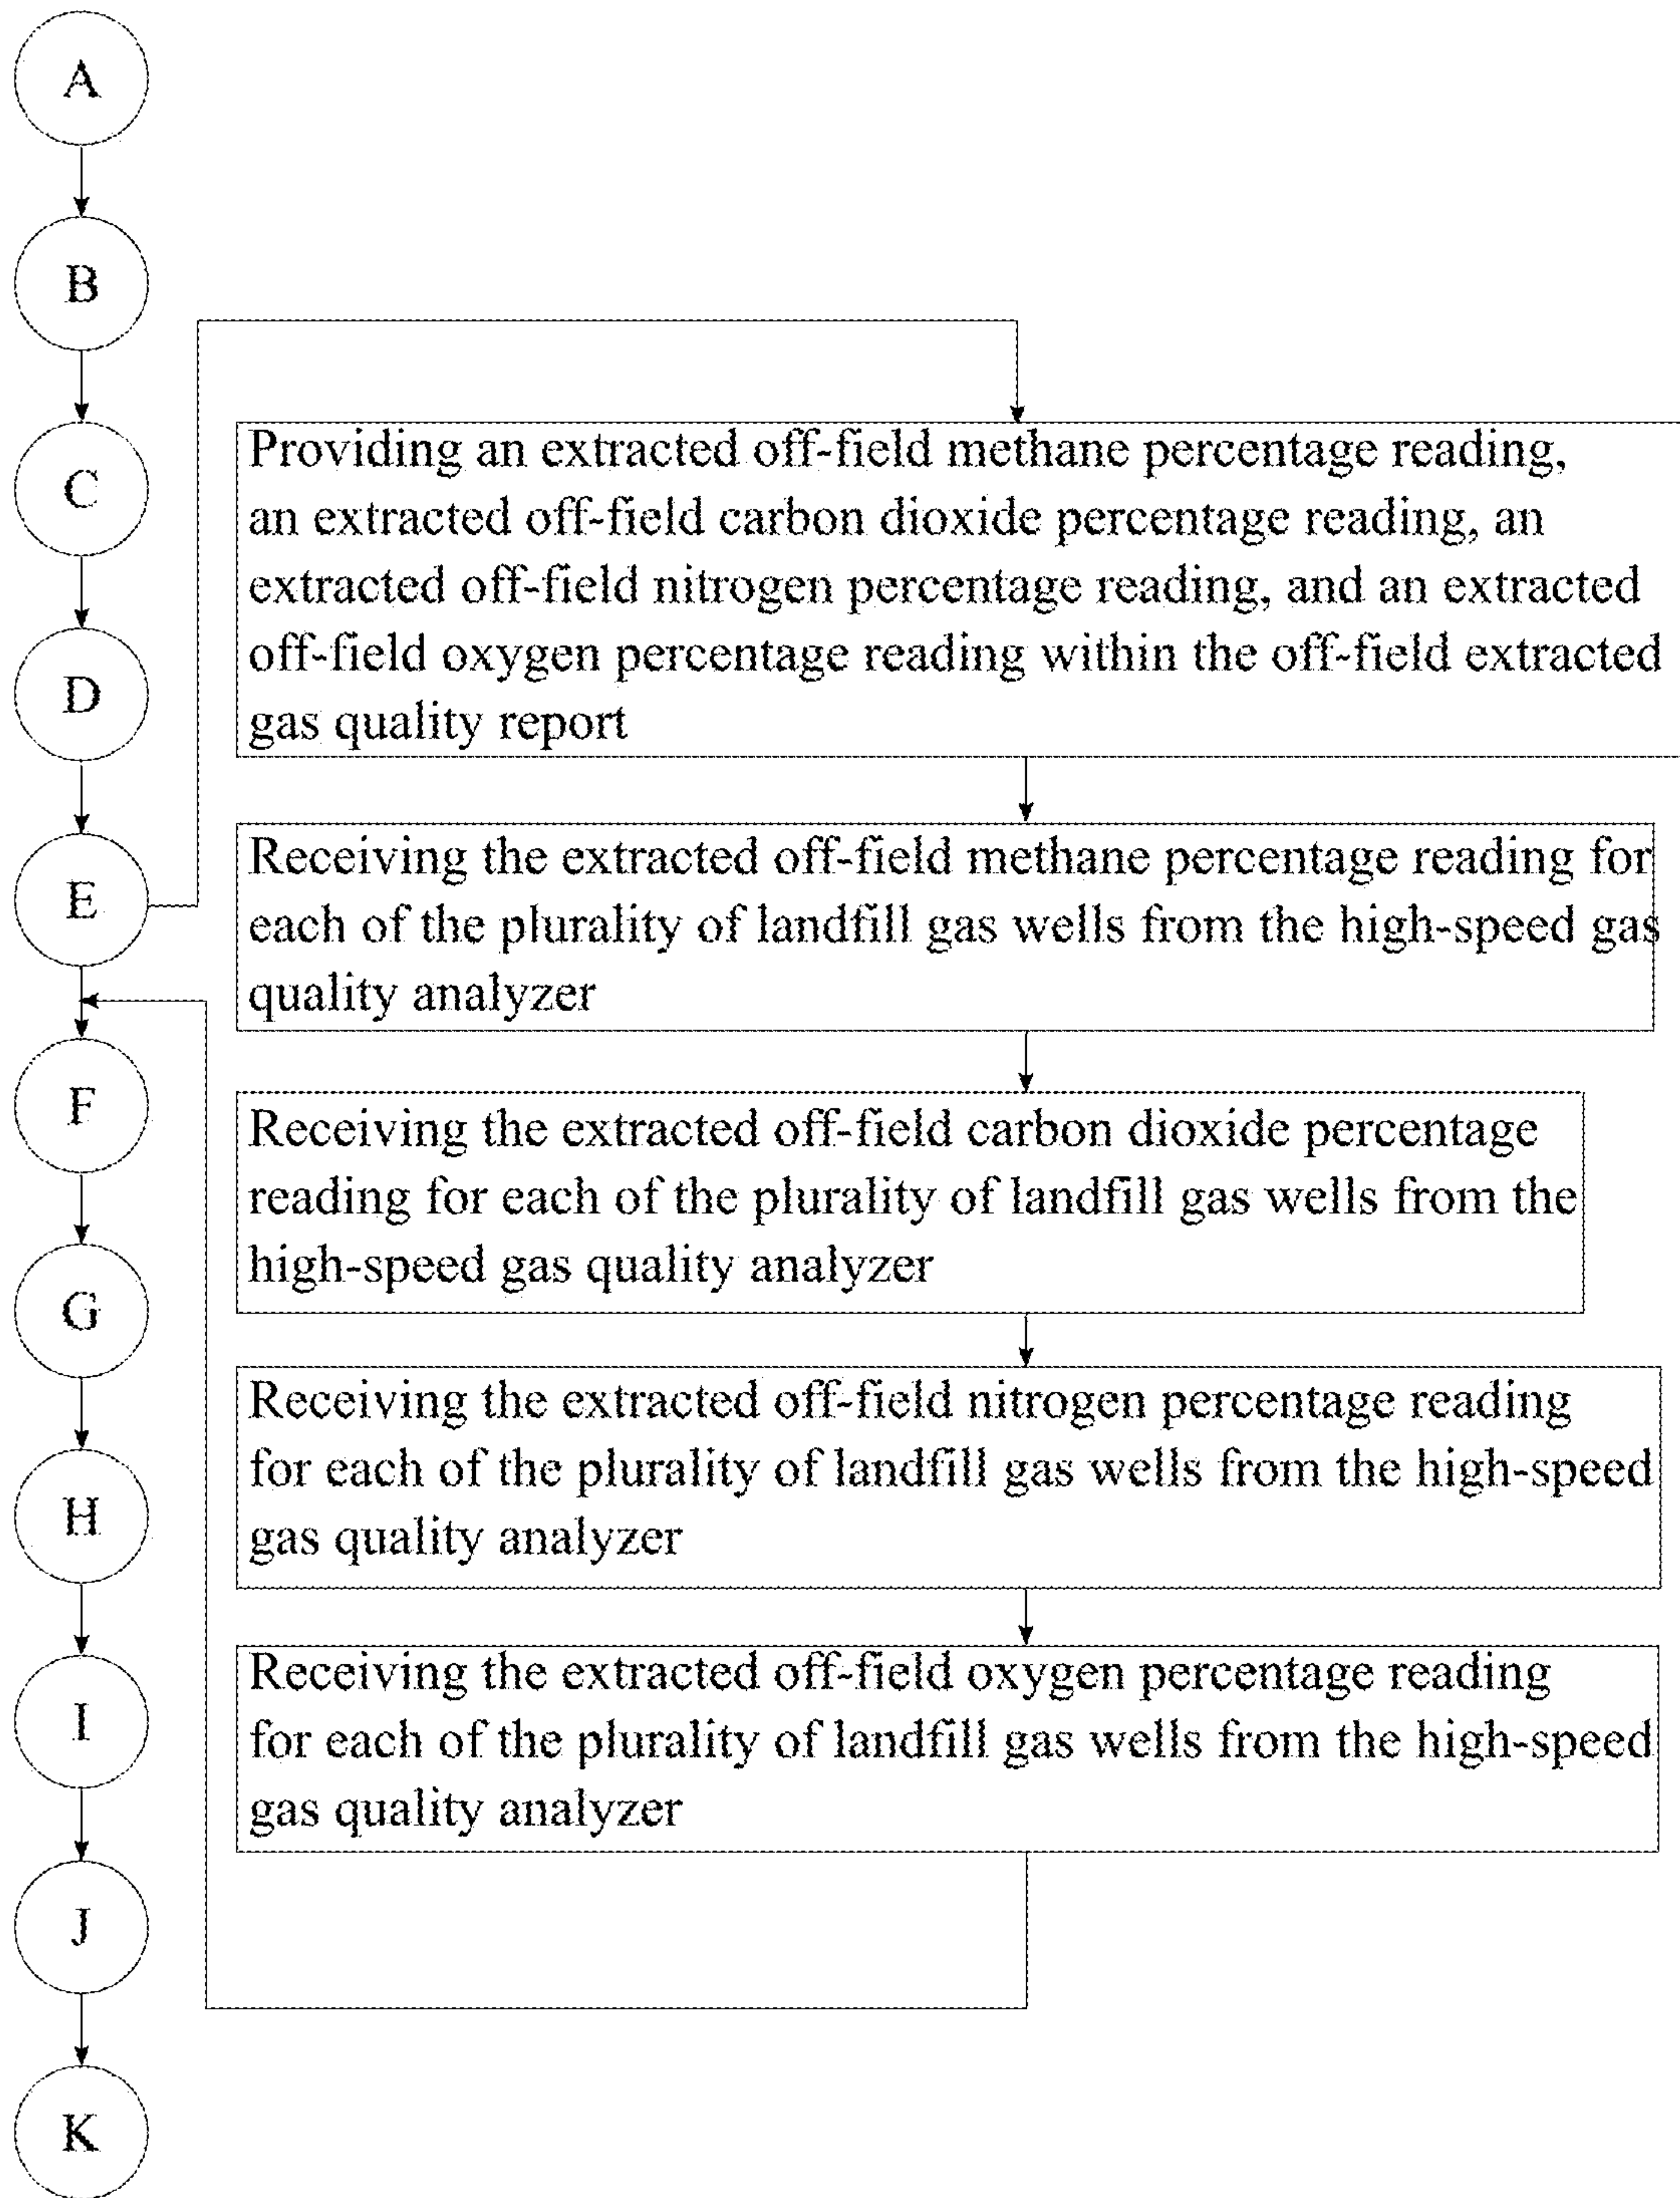 A
B
C
D
E
F
G
H
I
J
K
Providing an extracted off-field methane percentage reading,
an extracted off-field carbon dioxide percentage reading, an
extracted off-field nitrogen percentage reading, and an extracted
off-field oxygen percentage reading within the off-field extracted
gas quality report
Receiving the extracted off-field methane percentage reading for
each of the plurality of landfill gas wells from the high-speed gas
quality analyzer
Receiving the extracted off-field carbon dioxide percentage
reading for each of the plurality of landfill gas wells from the
high-speed gas quality analyzer
Receiving the extracted off-field nitrogen percentage reading
for each of the plurality of landfill gas wells from the high-speed
gas quality analyzer
Receiving the extracted off-field oxygen percentage reading
for each of the plurality of landfill gas wells from the high-speed
gas quality analyzer